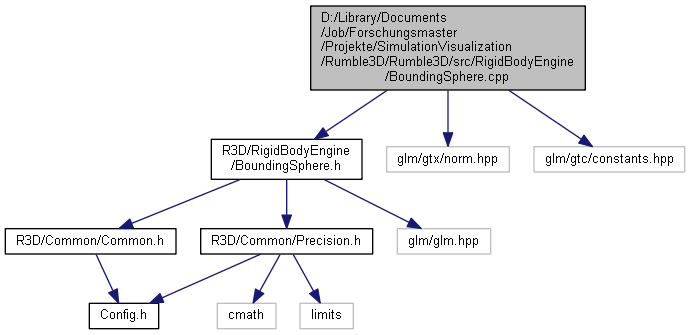 D:/Library/Documents
/Job/Forschungsmaster
/Projekte/SimulationVisualization
/Rumble3D/Rumble3D/src/RigidBodyEngine
/BoundingSphere.cpp
R3D/RigidBodyEngine
/BoundingSphere.h
glm/gtx/norm.hpp
glm/gtc/constants.hpp
R3D/Common/Common.h
R3D/Common/Precision.h
glm/glm.hpp
Config.h
cmath
limits